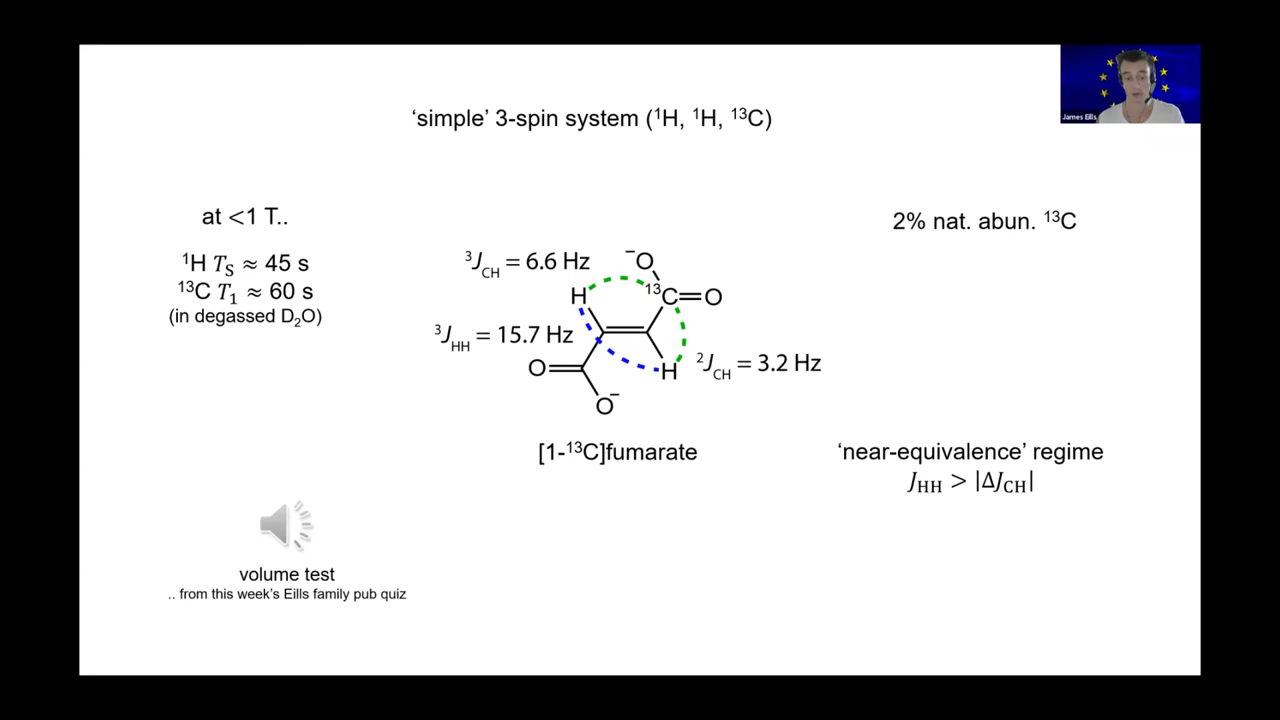 ‘simple’ 3-spin system (¹H, ¹H, ¹³C)
James Eills
at <1 T..
¹H T_S ≈ 45 s
¹³C T₁ ≈ 60 s
(in degassed D₂O)
2% nat. abun. ¹³C
³J_CH = 6.6 Hz
⁻O
H
¹³C=O
³J_HH = 15.7 Hz
O
H
²J_CH = 3.2 Hz
O⁻
[1-¹³C]fumarate
‘near-equivalence’ regime
J_HH > |ΔJ_CH|
volume test
.. from this week’s Eills family pub quiz